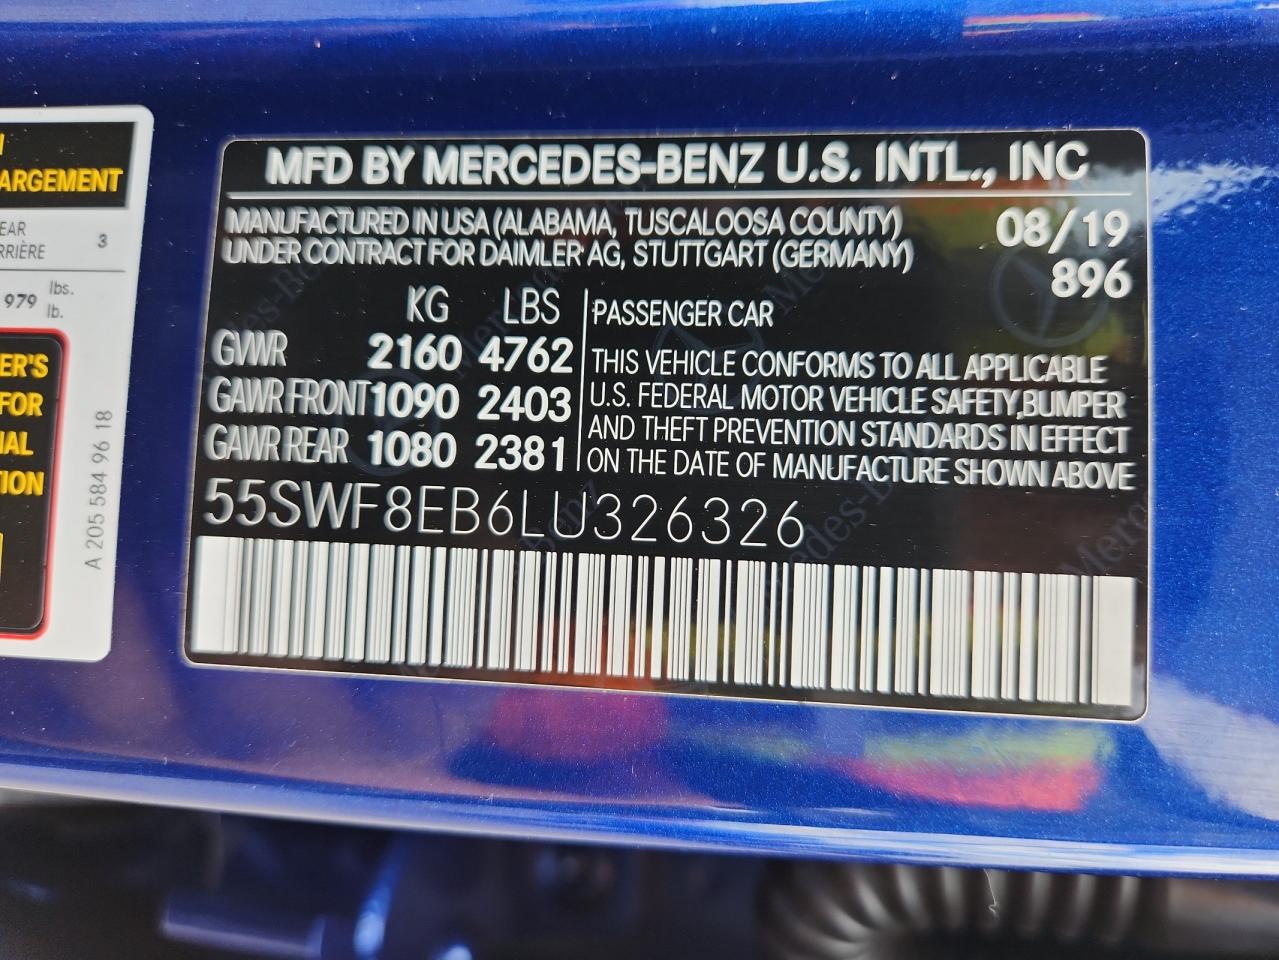 ARGEMENT
EAR
RRIÈRE
3
979
lbs.
lb.
ER'S
FOR
IAL
TION
A 205 584 96 18
MFD BY MERCEDES-BENZ U.S. INTL., INC
MANUFACTURED IN USA (ALABAMA, TUSCALOOSA COUNTY)
UNDER CONTRACT FOR DAIMLER AG, STUTTGART (GERMANY)
08/19
896
KG LBS
GVWR 2160 4762
GAWR FRONT 1090 2403
GAWR REAR 1080 2381
PASSENGER CAR
THIS VEHICLE CONFORMS TO ALL APPLICABLE
U.S. FEDERAL MOTOR VEHICLE SAFETY,BUMPER
AND THEFT PREVENTION STANDARDS IN EFFECT
ON THE DATE OF MANUFACTURE SHOWN ABOVE
55SWF8EB6LU326326